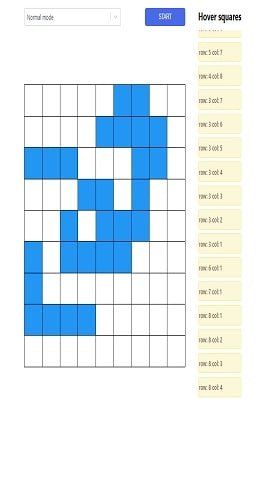 Normal mode
START
Hover squares
row: 5 col: 7
row: 4 col: 8
row: 3 col: 7
row: 3 col: 6
row: 3 col: 5
row: 3 col: 4
row: 3 col: 3
row: 3 col: 2
row: 3 col: 1
row: 6 col: 1
row: 7 col: 1
row: 8 col: 1
row: 8 col: 2
row: 8 col: 3
row: 8 col: 4